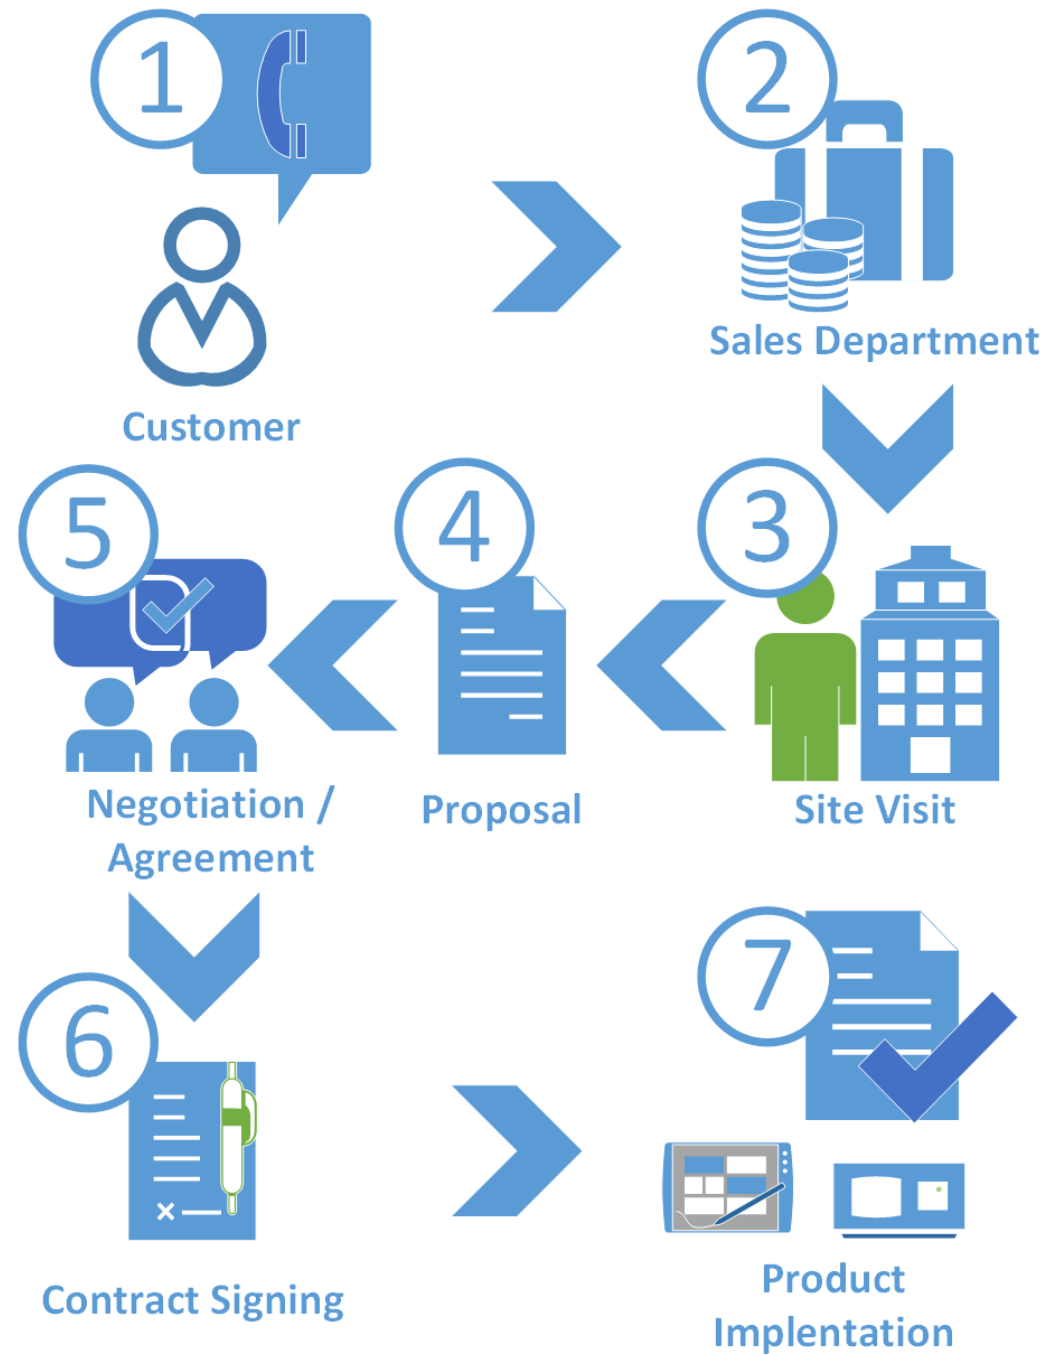 1
Customer
2
Sales Department
3
Site Visit
4
Proposal
5
Negotiation /
Agreement
6
Contract Signing
7
Product
Implentation